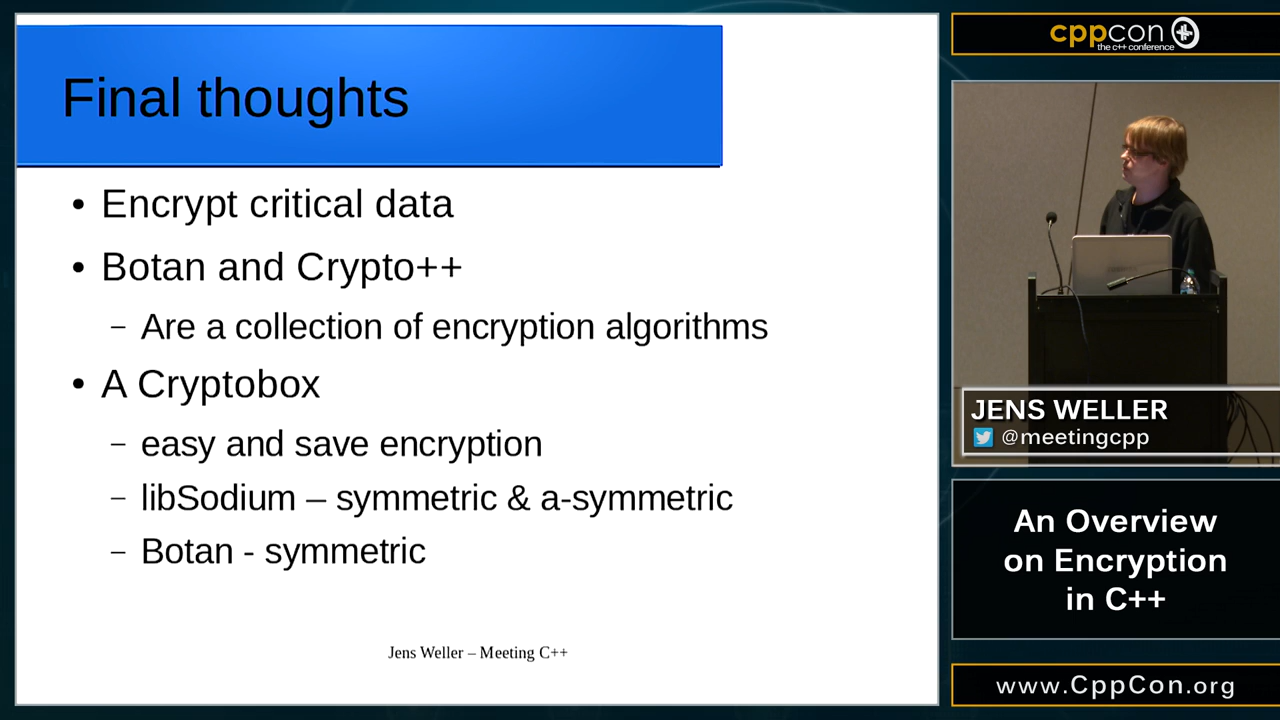 Final thoughts
• Encrypt critical data
• Botan and Crypto++
– Are a collection of encryption algorithms
• A Cryptobox
– easy and save encryption
– libSodium – symmetric & a-symmetric
– Botan - symmetric
Jens Weller – Meeting C++
cppcon
the c++ conference
JENS WELLER
@meetingcpp
An Overview
on Encryption
in C++
www.CppCon.org